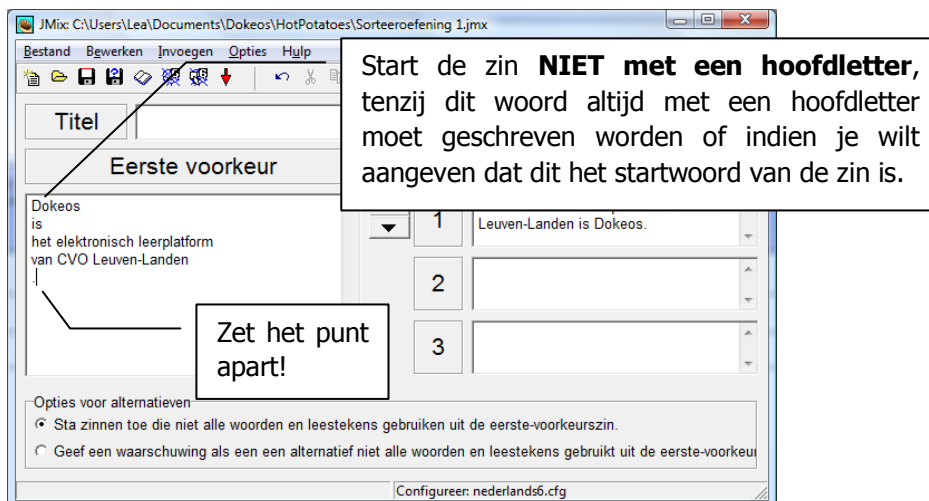 JMix: C:\Users\Lea\Documents\Dokeos\HotPotatoes\Sorteeroefening 1.jmx
Bestand Bewerken Invoegen Opties Hulp
Start de zin NIET met een hoofdletter,
tenzij dit woord altijd met een hoofdletter
moet geschreven worden of indien je wilt
aangeven dat dit het startwoord van de zin is.
Titel
Eerste voorkeur
Dokeos
is
het elektronisch leerplatform
van CVO Leuven-Landen
.
1
Leuven-Landen is Dokeos.
2
3
Zet het punt
apart!
Opties voor alternatieven
Sta zinnen toe die niet alle woorden en leestekens gebruiken uit de eerste-voorkeurszin.
Geef een waarschuwing als een een alternatief niet alle woorden en leestekens gebruikt uit de eerste-voorkeu
Configureer: nederlands6.cfg